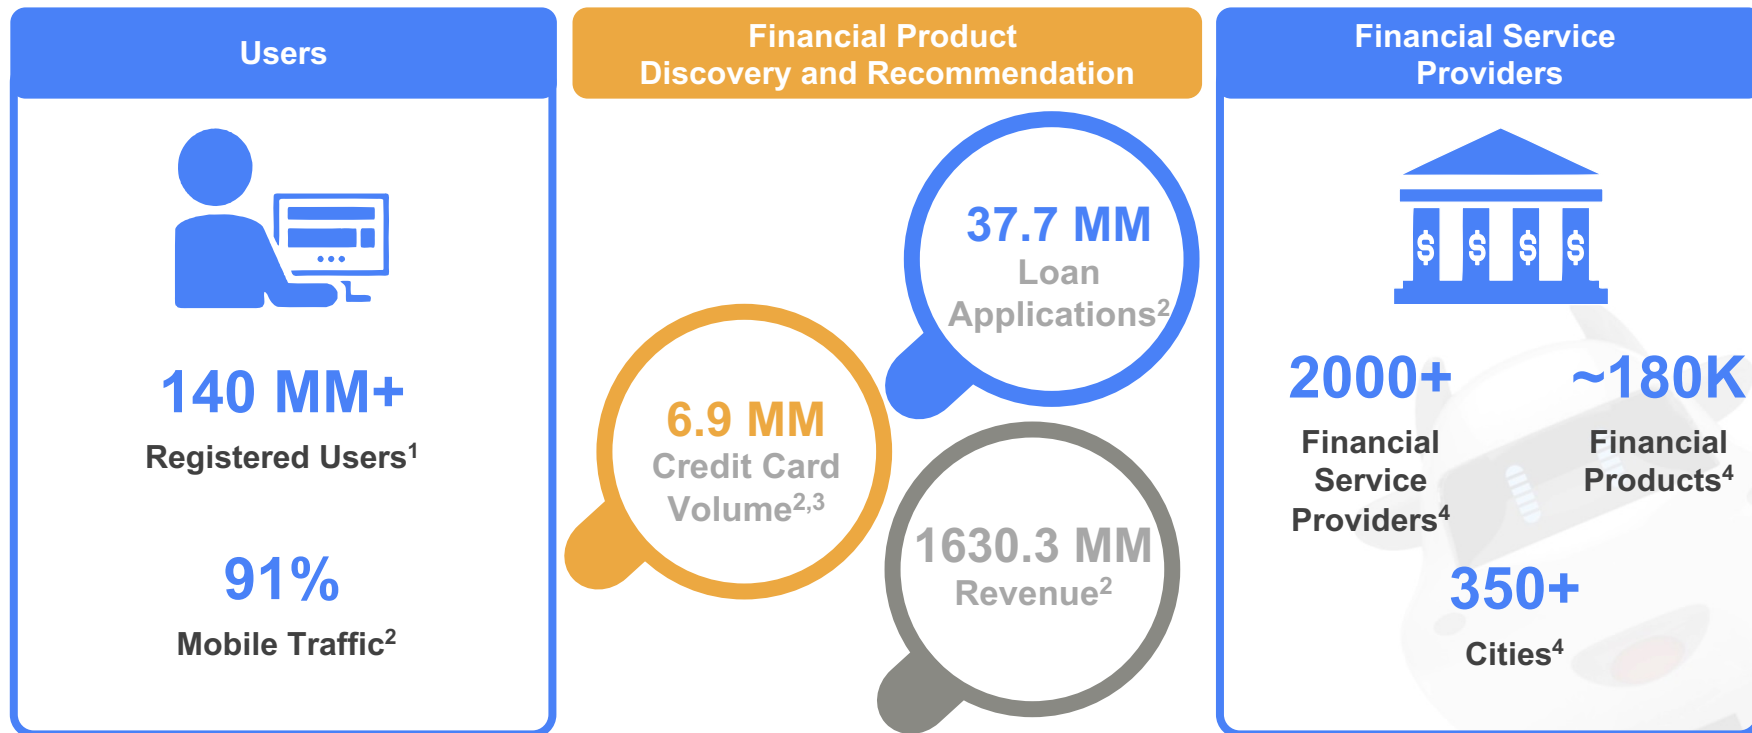 Users
140 MM+
Registered Users¹
91%
Mobile Traffic²
Financial Product
Discovery and Recommendation
37.7 MM
Loan
Applications²
6.9 MM
Credit Card
Volume²,³
1630.3 MM
Revenue²
Financial Service
Providers
$ $ $ $
2000+
Financial
Service
Providers⁴
~180K
Financial
Products⁴
350+
Cities⁴